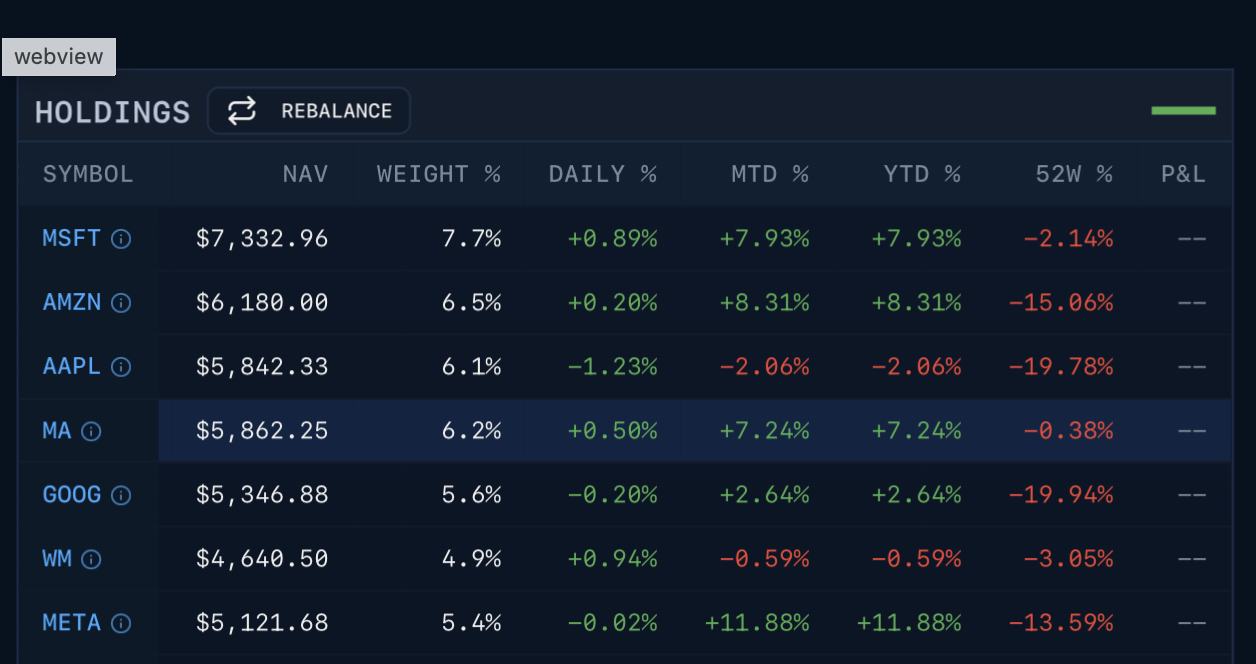 webview
HOLDINGS REBALANCE
SYMBOL NAV WEIGHT % DAILY % MTD % YTD % 52W % P&L
MSFT $7,332.96 7.7% +0.89% +7.93% +7.93% −2.14% --
AMZN $6,180.00 6.5% +0.20% +8.31% +8.31% −15.06% --
AAPL $5,842.33 6.1% −1.23% −2.06% −2.06% −19.78% --
MA $5,862.25 6.2% +0.50% +7.24% +7.24% −0.38% --
GOOG $5,346.88 5.6% −0.20% +2.64% +2.64% −19.94% --
WM $4,640.50 4.9% +0.94% −0.59% −0.59% −3.05% --
META $5,121.68 5.4% −0.02% +11.88% +11.88% −13.59% --